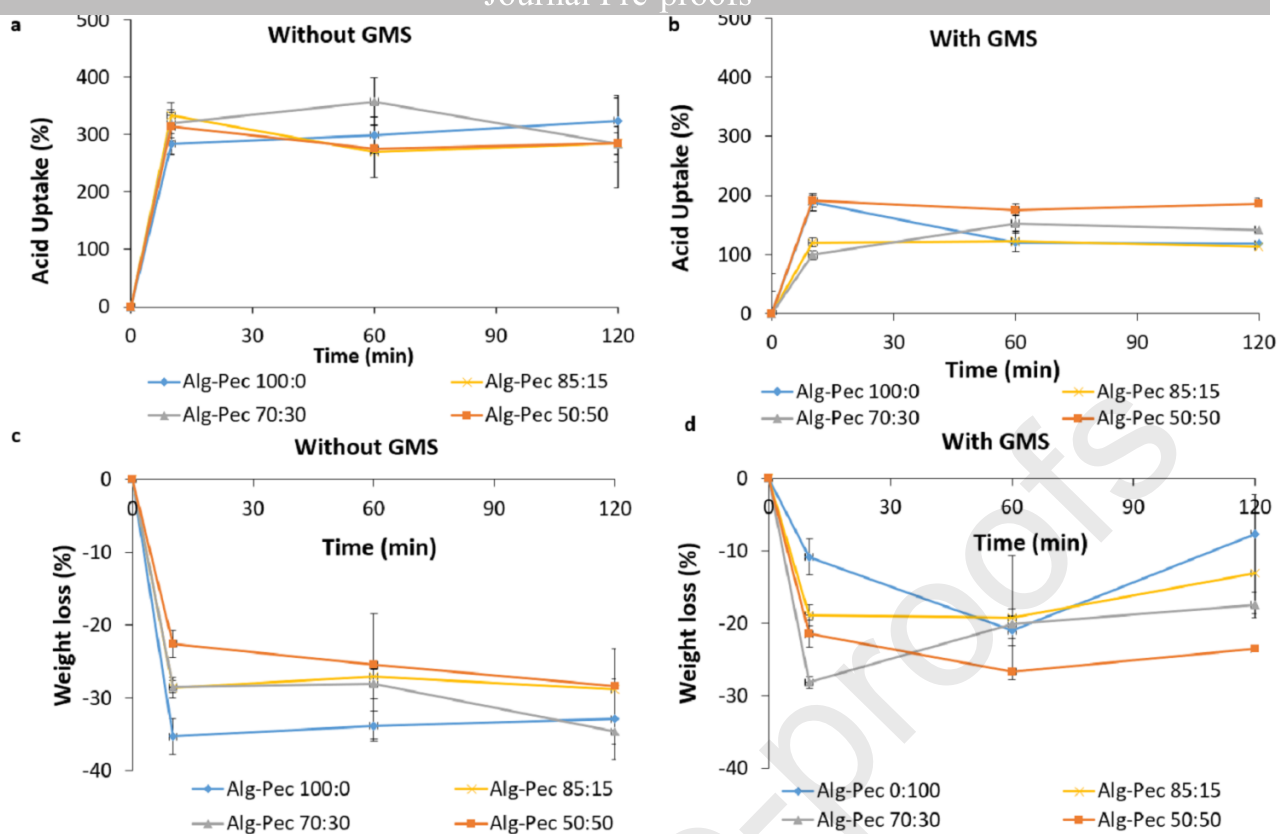 Journal Pre-proofs
a
Without GMS
500
400
300
200
100
0
Acid Uptake (%)
0 30 60 90 120
Time (min)
Alg-Pec 100:0 Alg-Pec 85:15
Alg-Pec 70:30 Alg-Pec 50:50
b
With GMS
500
400
300
200
100
0
Acid Uptake (%)
0 30 60 90 120
Time (min)
Alg-Pec 100:0 Alg-Pec 85:15
Alg-Pec 70:30 Alg-Pec 50:50
c
Without GMS
0
-10
-20
-30
-40
Weight loss (%)
0 30 60 90 120
Time (min)
Alg-Pec 100:0 Alg-Pec 85:15
Alg-Pec 70:30 Alg-Pec 50:50
d
With GMS
0
-10
-20
-30
-40
Weight loss (%)
0 30 60 90 120
Time (min)
Alg-Pec 0:100 Alg-Pec 85:15
Alg-Pec 70:30 Alg-Pec 50:50
-proofs